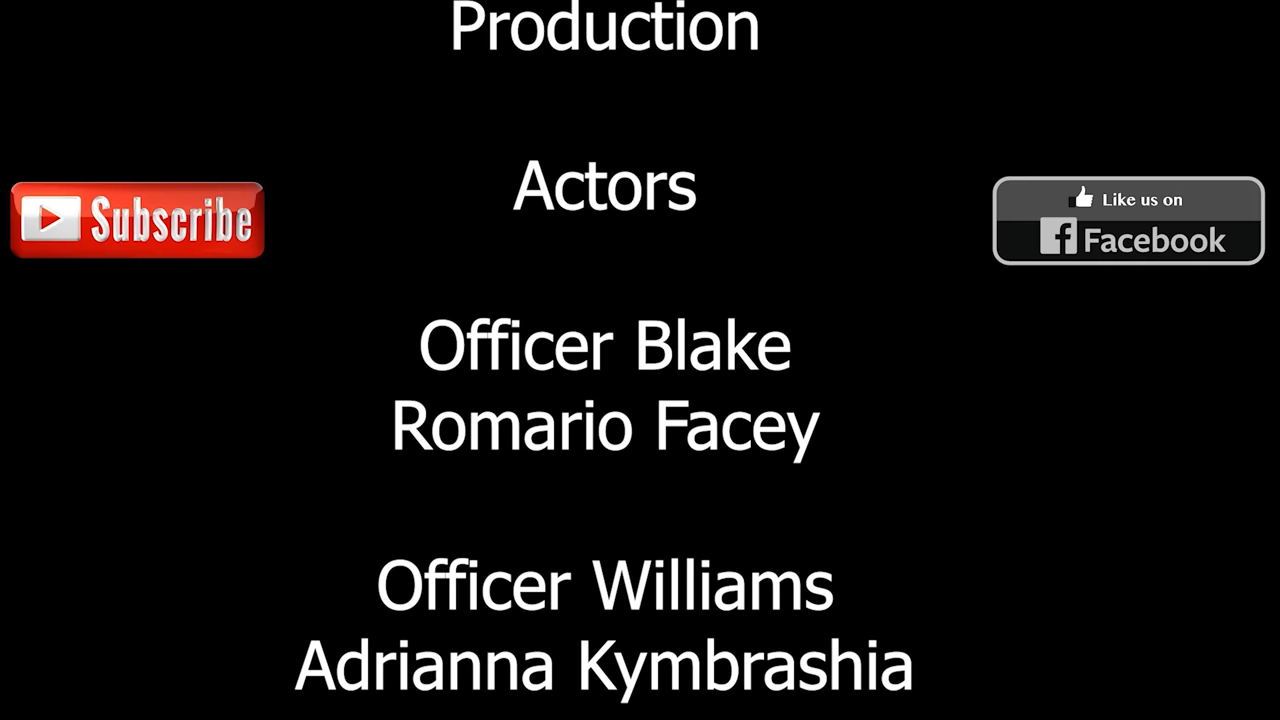 Production
Actors
Subscribe
Like us on
Facebook
Officer Blake
Romario Facey
Officer Williams
Adrianna Kymbrashia